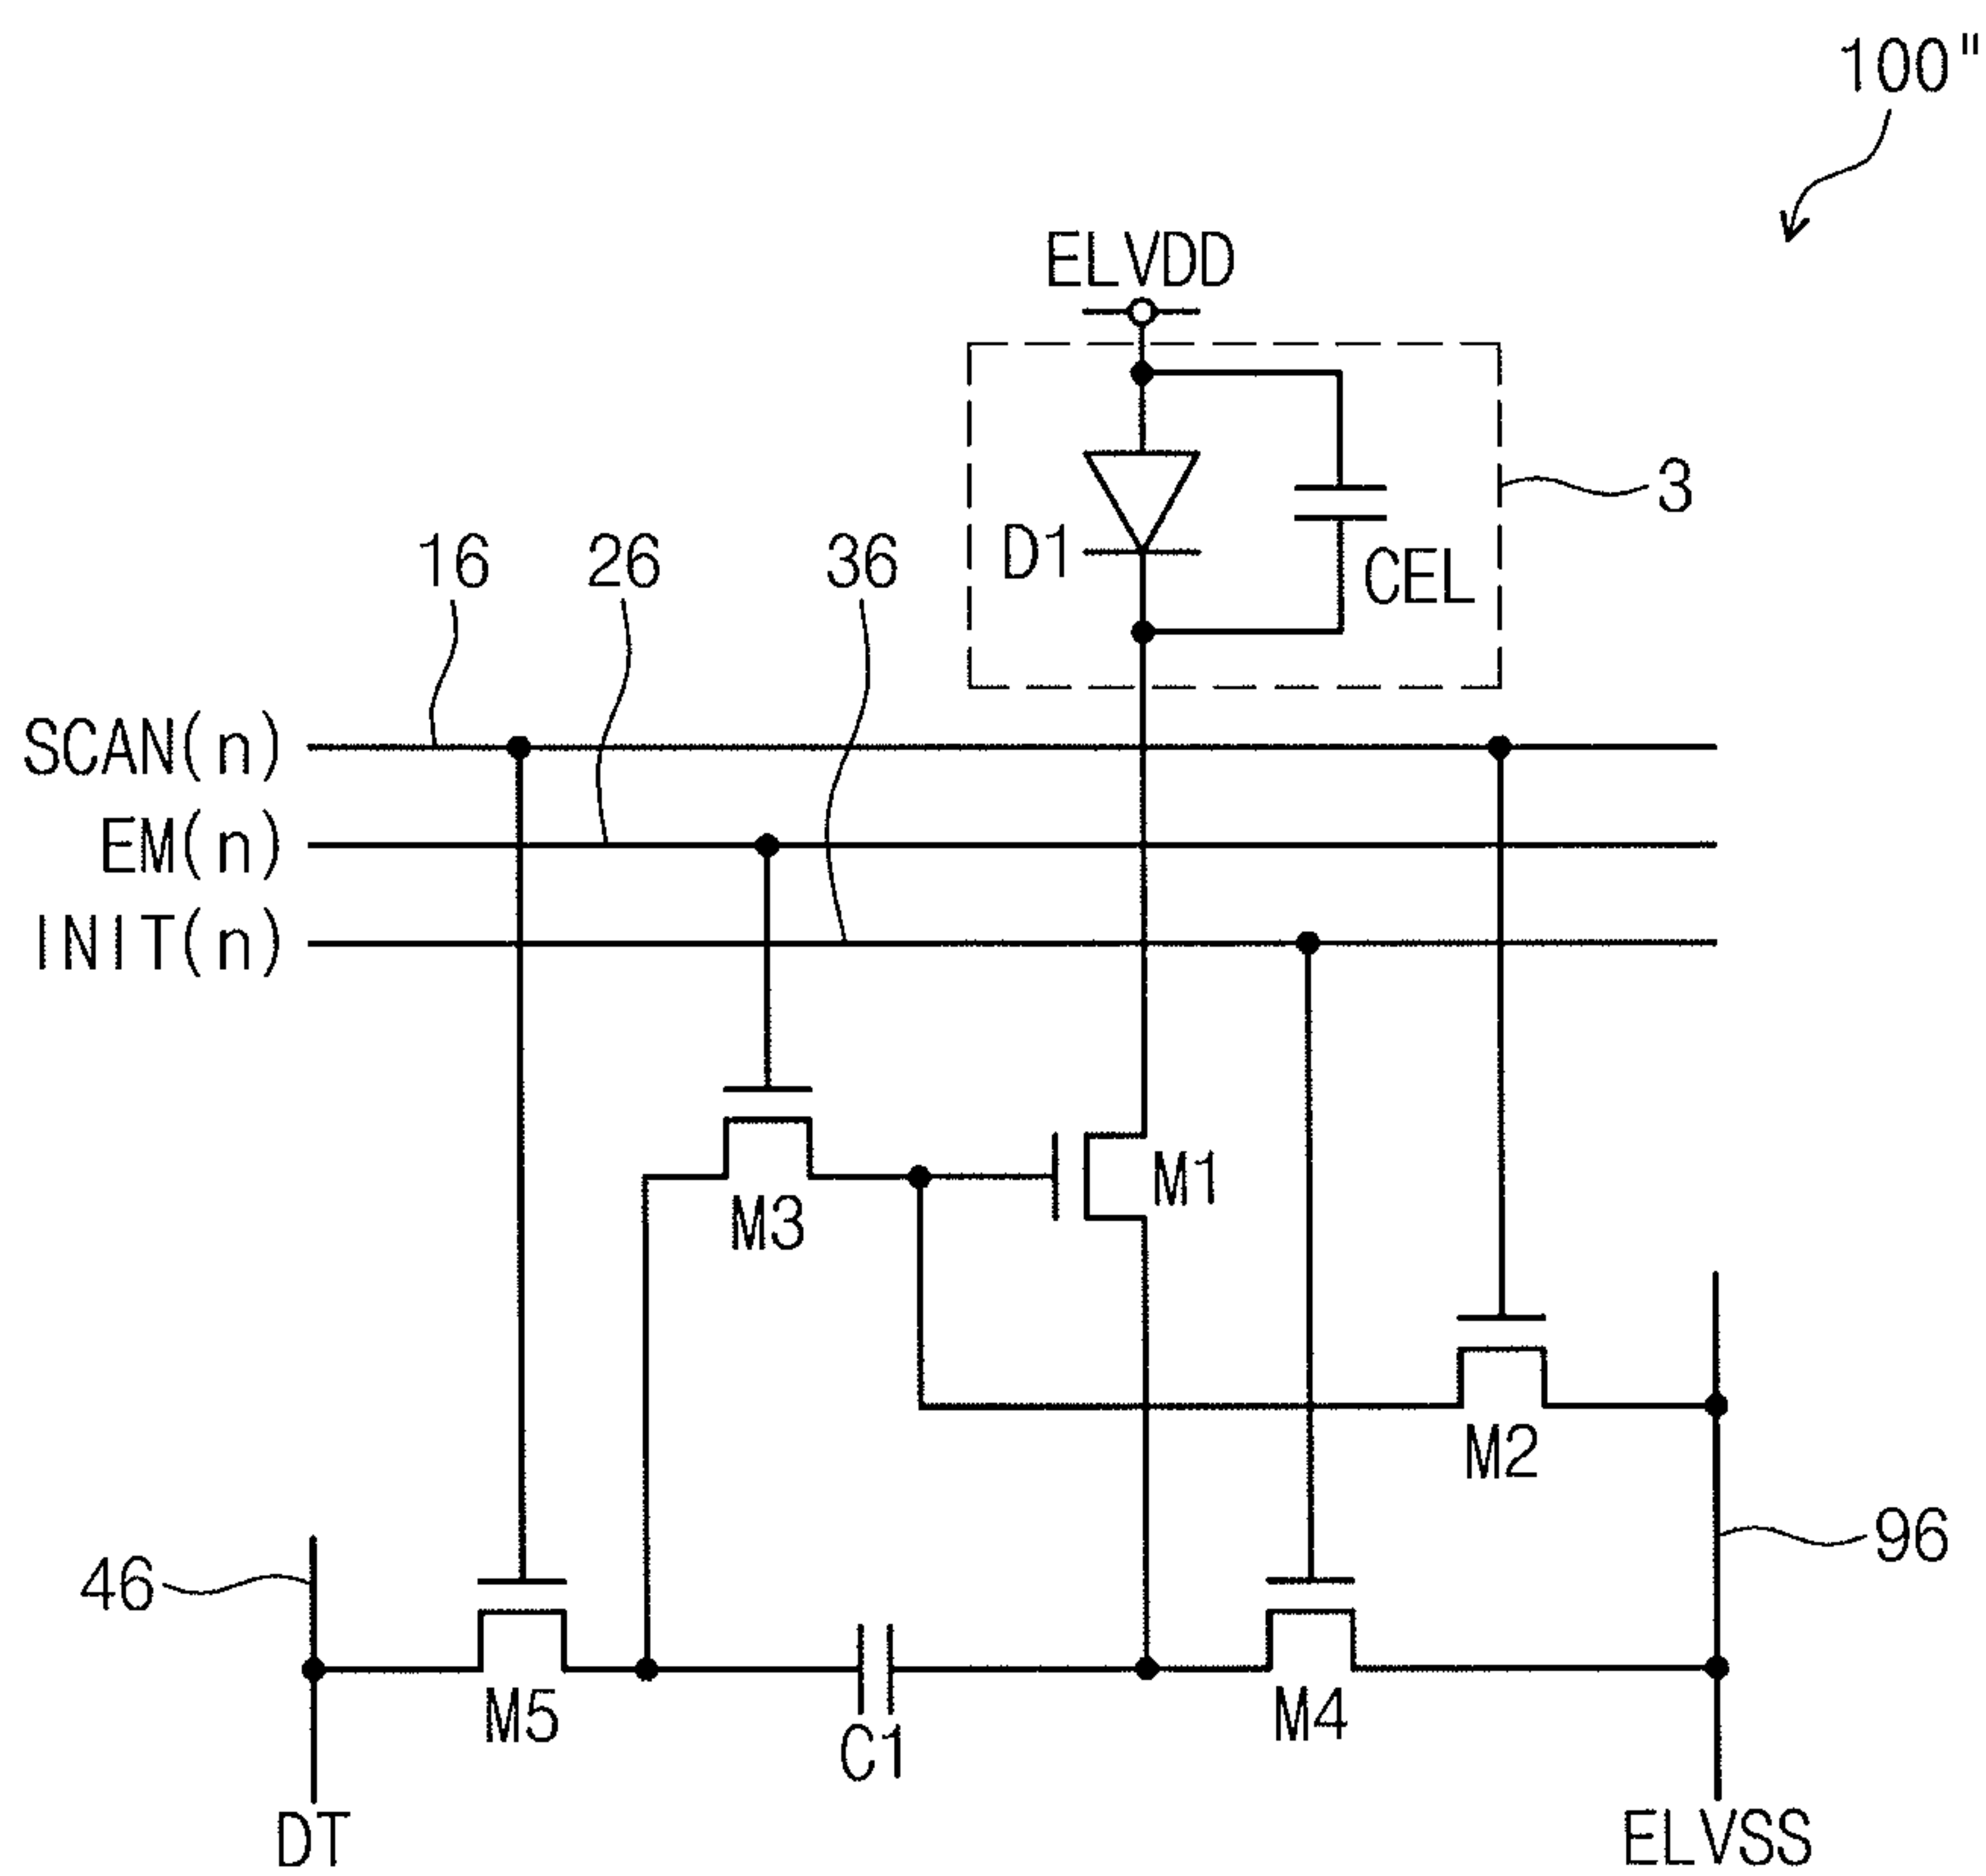 100"
ELVDD
3
D1
CEL
16
26
36
SCAN(n)
EM(n)
INIT(n)
M1
M3
M2
46
96
M5
C1
M4
DT
ELVSS